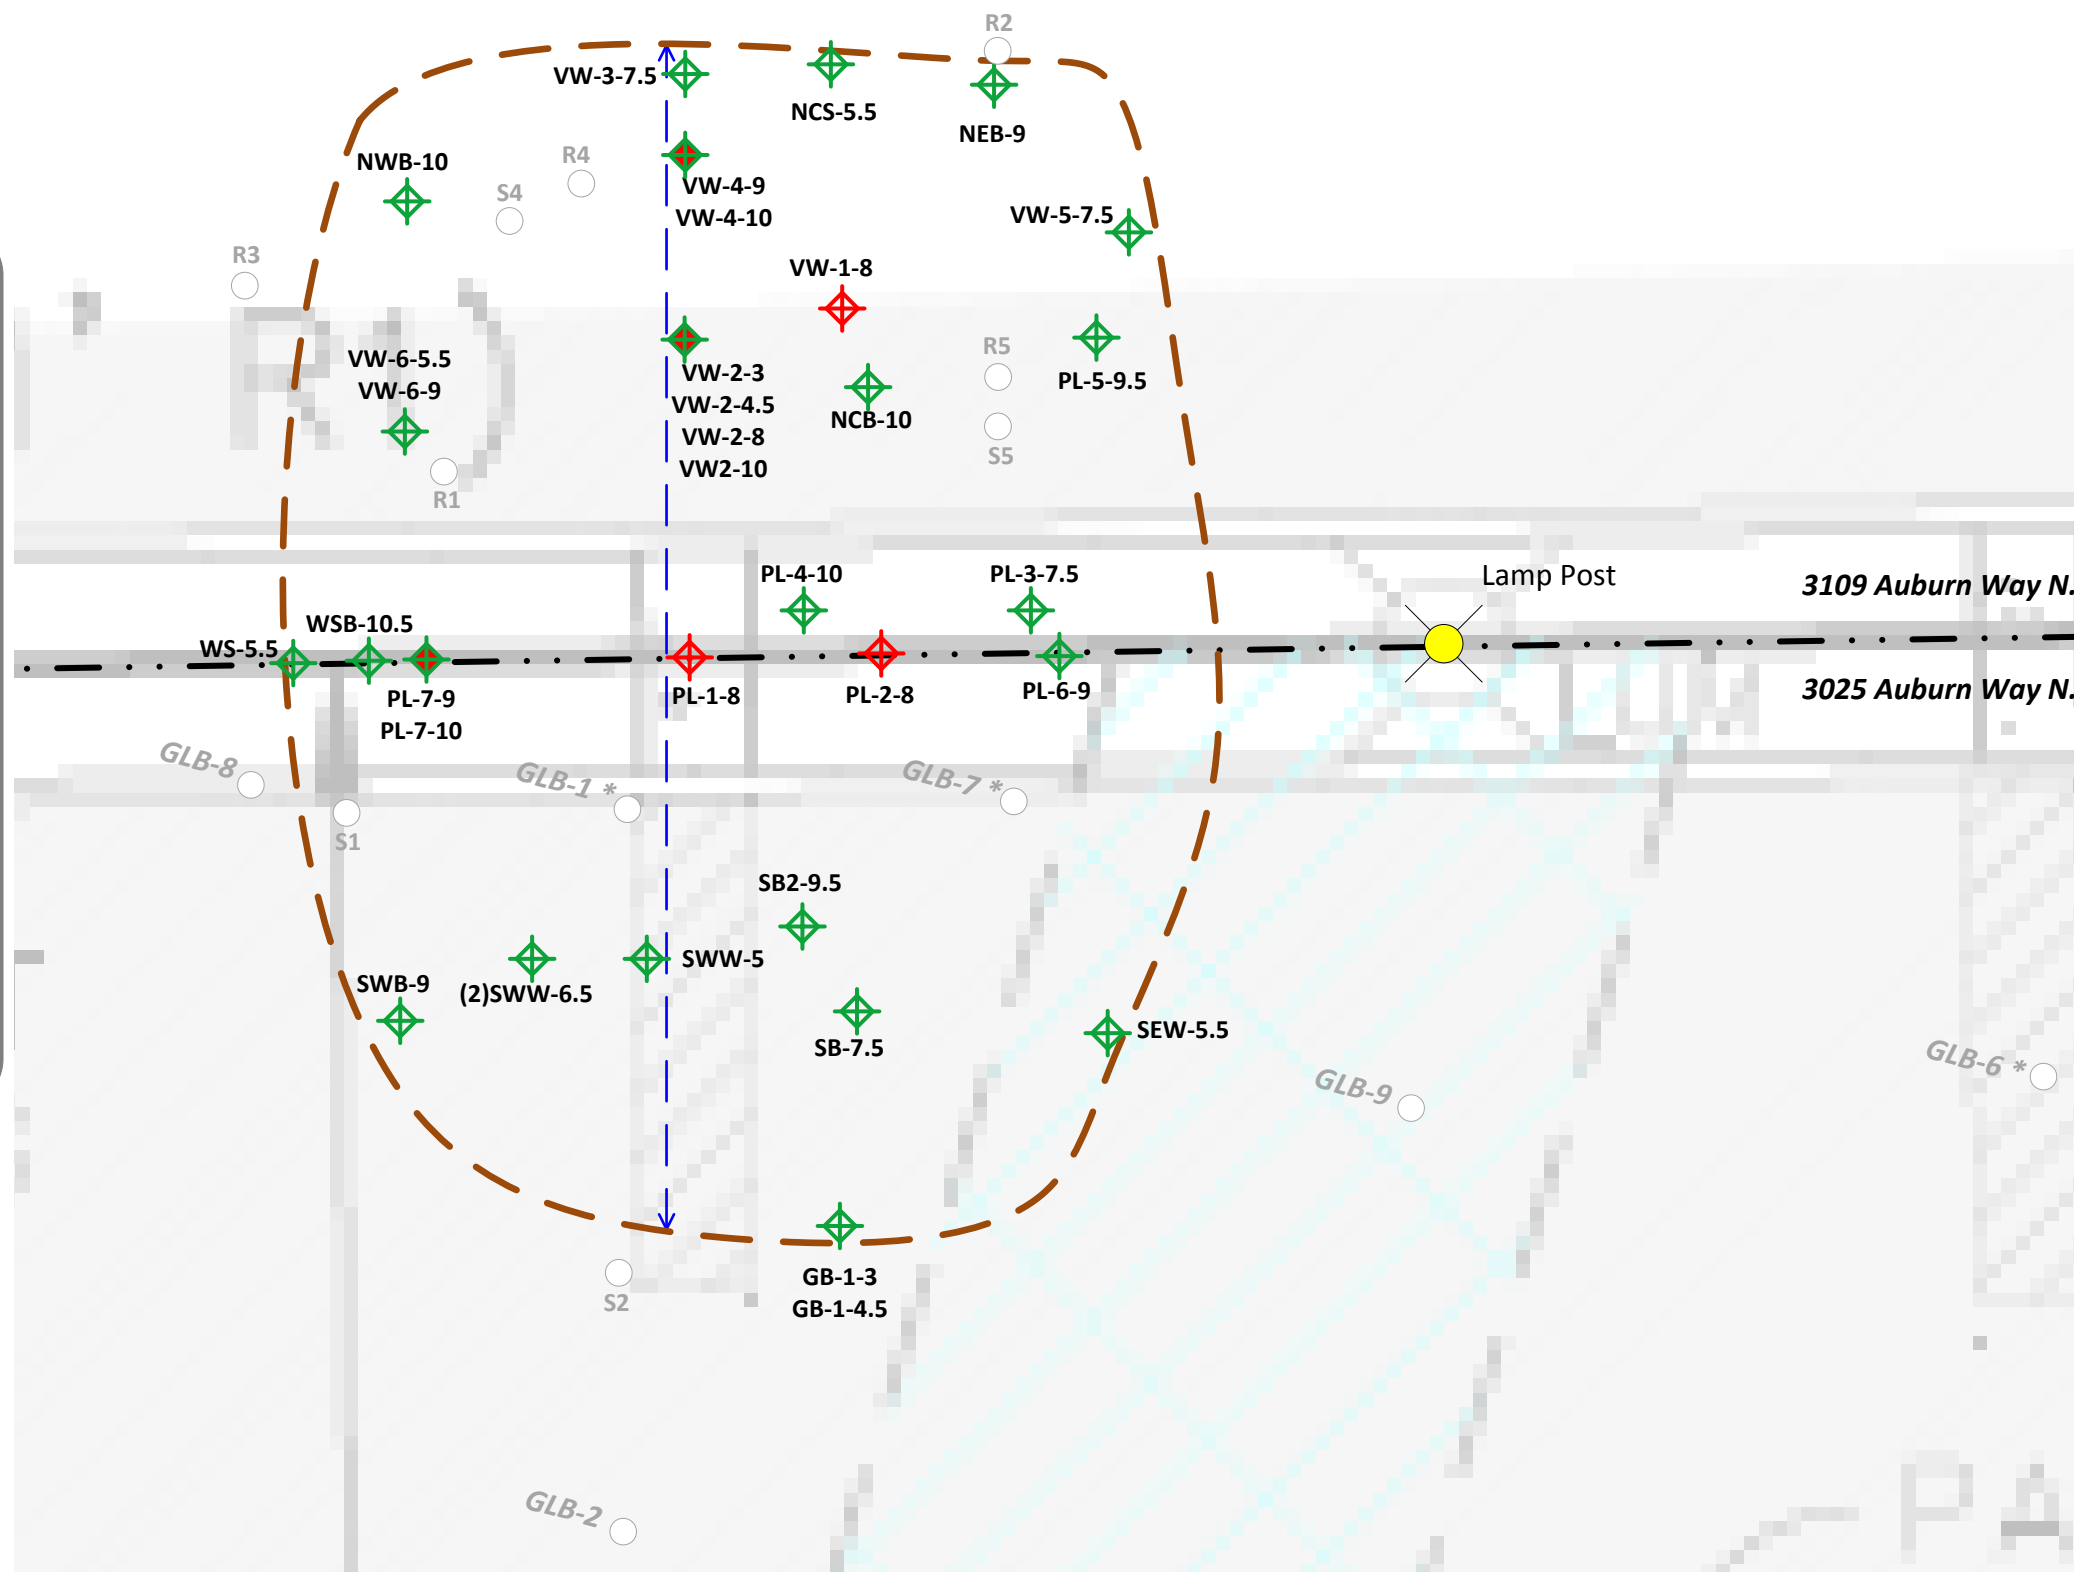 R2
VW-3-7.5
NCS-5.5
NEB-9
NWB-10
R4
S4
VW-4-9
VW-4-10
VW-5-7.5
R3
VW-1-8
R5
VW-6-5.5
VW-6-9
VW-2-3
VW-2-4.5
VW-2-8
VW2-10
PL-5-9.5
NCB-10
S5
R1
PL-4-10
PL-3-7.5
Lamp Post
3109 Auburn Way N.
WSB-10.5
WS-5.5
PL-7-9
PL-7-10
PL-1-8
PL-2-8
PL-6-9
3025 Auburn Way N.
GLB-8
GLB-1 *
GLB-7 *
S1
SB2-9.5
SWW-5
SWB-9
(2)SWW-6.5
SB-7.5
SEW-5.5
GLB-9
GLB-6 *
GB-1-3
GB-1-4.5
S2
GLB-2
PA